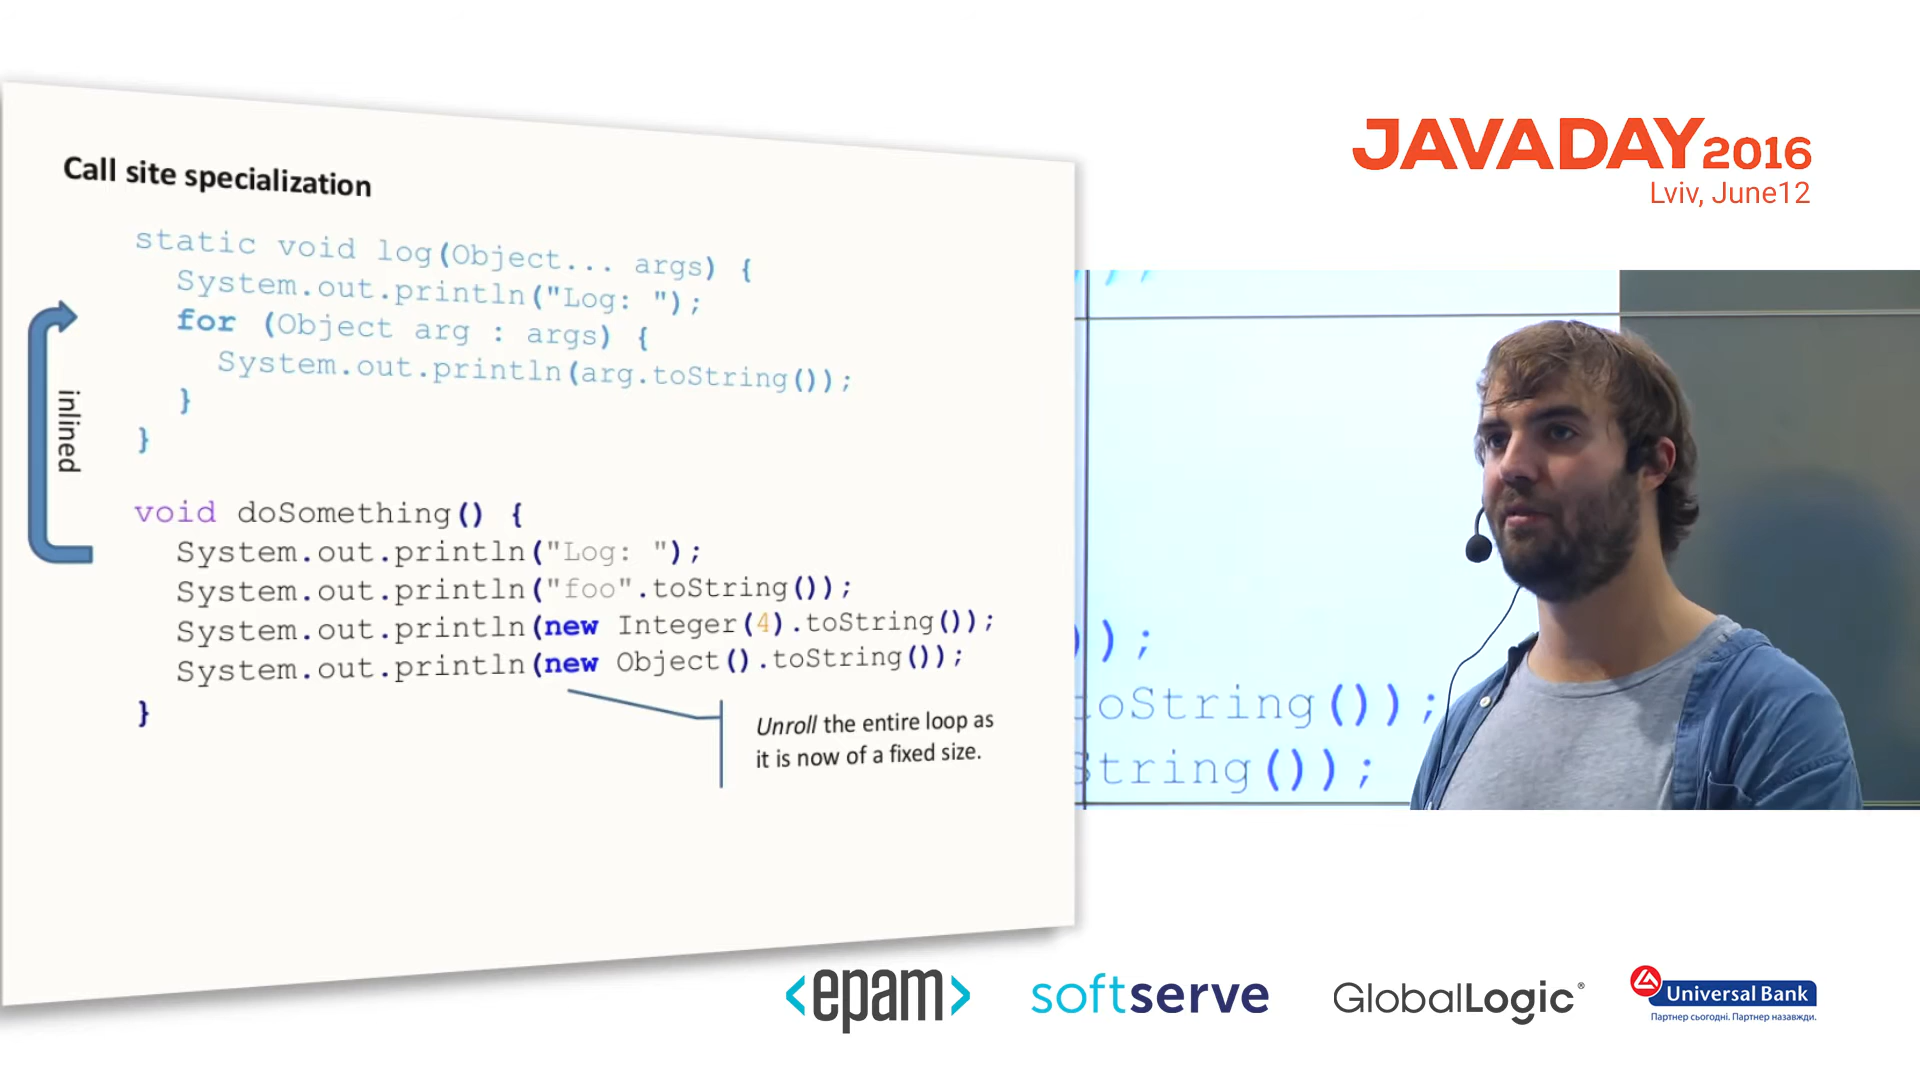 Call site specialization
static void log(Object... args) {
System.out.println("Log: ");
for (Object arg : args) {
System.out.println(arg.toString());
}
}
inlined
void doSomething() {
System.out.println("Log: ");
System.out.println("foo".toString());
System.out.println(new Integer(4).toString());
System.out.println(new Object().toString());
}
Unroll the entire loop as
it is now of a fixed size.
JAVADAY2016
Lviv, June12
);
));
toString());
String());
<epam>
softserve
GlobalLogic®
Universal Bank
Партнер сьогодні. Партнер назавжди.